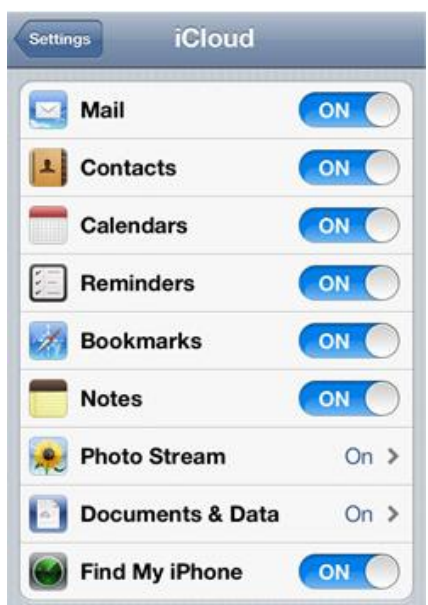 Settings iCloud
Mail ON
Contacts ON
Calendars ON
Reminders ON
Bookmarks ON
Notes ON
Photo Stream On >
Documents & Data On >
Find My iPhone ON